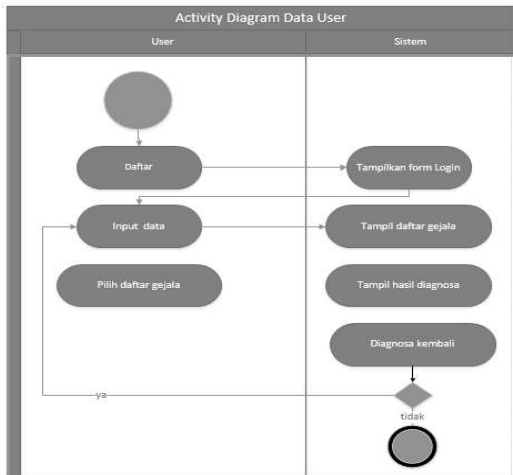 Activity Diagram Data User
User
Sistem
Daftar
Tampilkan form Login
Input data
Tampil daftar gejala
Pilih daftar gejala
Tampil hasil diagnosa
Diagnosa kembali
ya
tidak